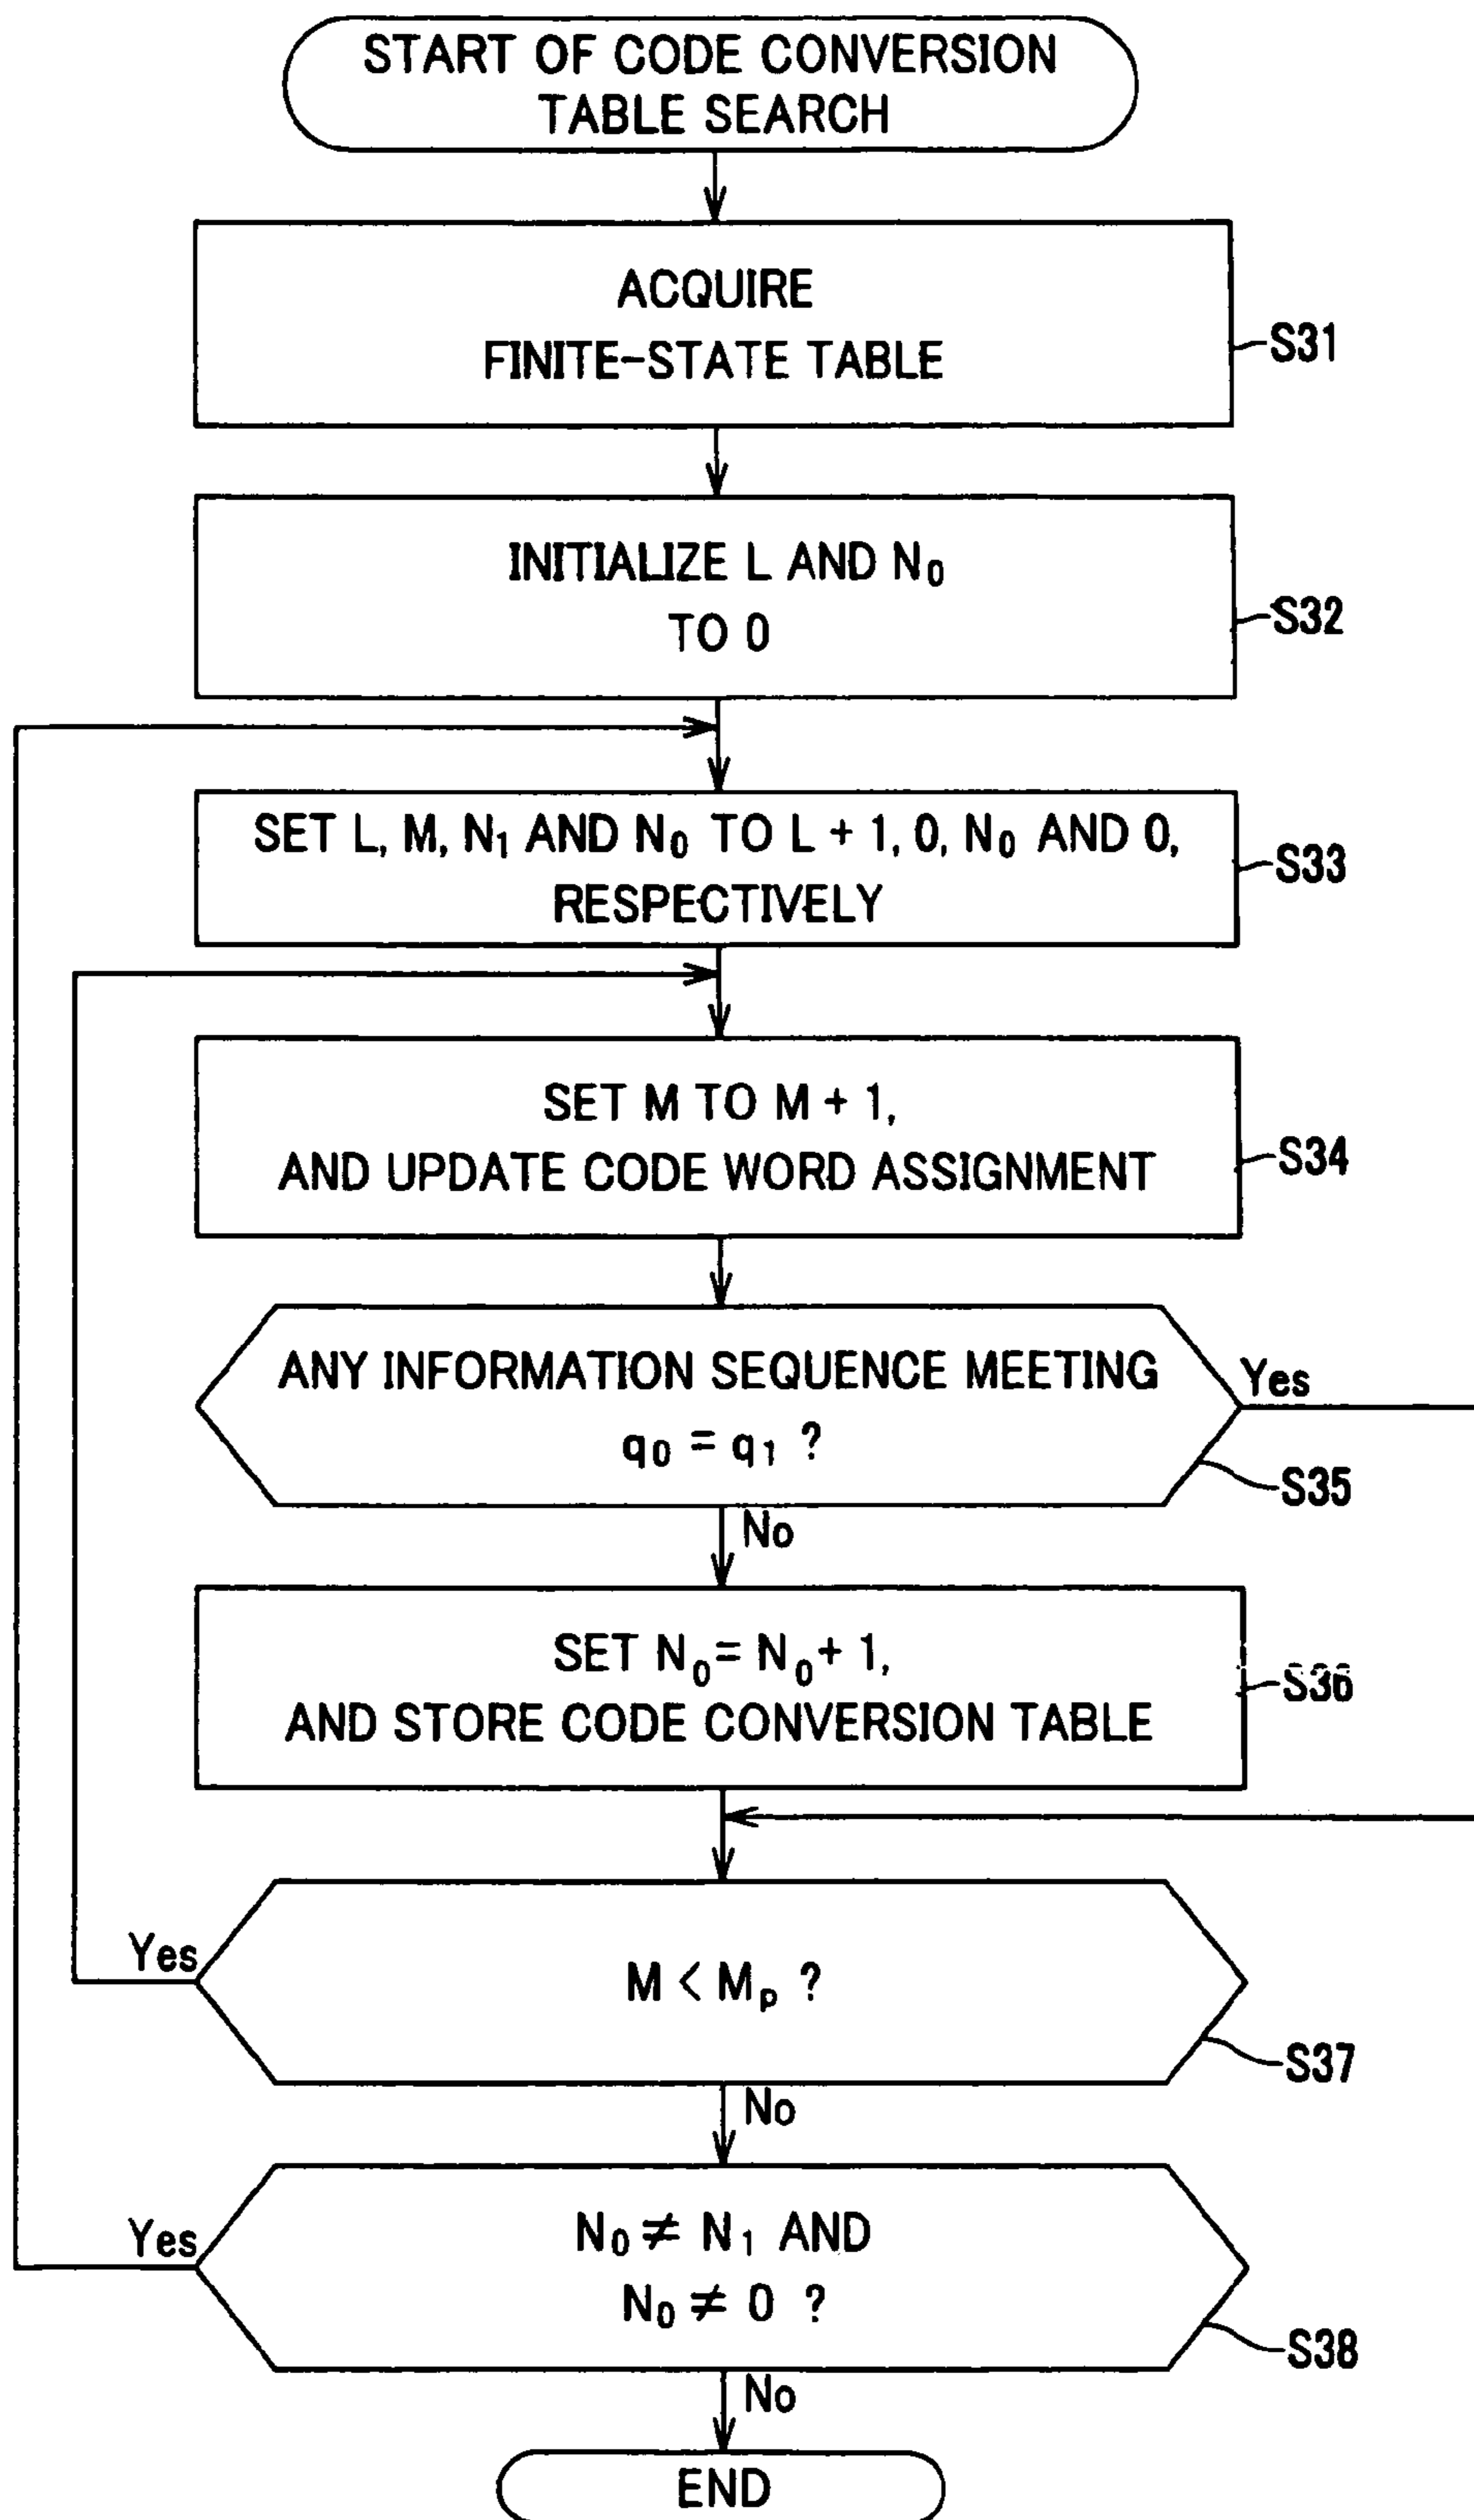 START OF CODE CONVERSION
TABLE SEARCH
ACQUIRE
FINITE-STATE TABLE
S31
INITIALIZE L AND N₀
TO 0
S32
SET L, M, N₁ AND N₀ TO L + 1, 0, N₀ AND 0,
RESPECTIVELY
S33
SET M TO M + 1,
AND UPDATE CODE WORD ASSIGNMENT
S34
ANY INFORMATION SEQUENCE MEETING
q₀ = q₁ ?
Yes
S35
No
SET N₀ = N₀ + 1,
AND STORE CODE CONVERSION TABLE
S36
Yes
M < Mₚ ?
S37
No
Yes
N₀ ≠ N₁ AND
N₀ ≠ 0 ?
S38
No
END